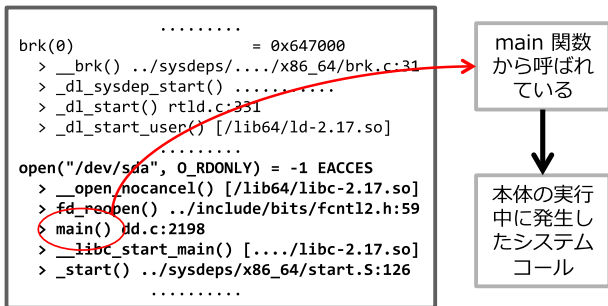 .........
brk(0) = 0x647000
> __brk() ../sysdeps/..../x86_64/brk.c:31
> _dl_sysdep_start() ...........
> _dl_start() rtld.c:331
> _dl_start_user() [/lib64/ld-2.17.so]
.........
open("/dev/sda", O_RDONLY) = -1 EACCES
> __open_nocancel() [/lib64/libc-2.17.so]
> fd_reopen() ../include/bits/fcntl2.h:59
> main() dd.c:2198
> __libc_start_main() [..../libc-2.17.so]
> _start() ../sysdeps/x86_64/start.S:126
..........
main 関数
から呼ばれ
ている
本体の実行
中に発生し
たシステム
コール